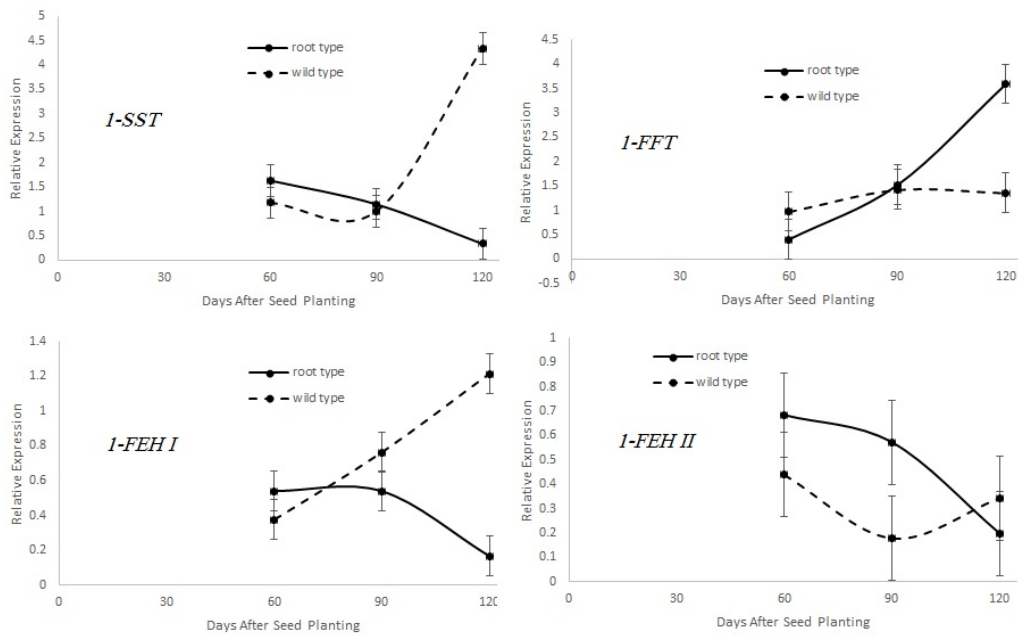 5
4.5
4
3.5
3
2.5
2
1.5
1
0.5
0
Relative Expression
root type
wild type
1-SST
0 30 60 90 120
Days After Seed Planting
4.5
4
3.5
3
2.5
2
1.5
1
0.5
0
-0.5
Relative Expression
root type
wild type
1-FFT
0 30 60 90 120
Days After Seed Planting
1.4
1.2
1
0.8
0.6
0.4
0.2
0
Relative Expression
root type
wild type
1-FEH I
0 30 60 90 120
Days After Seed Planting
1
0.9
0.8
0.7
0.6
0.5
0.4
0.3
0.2
0.1
0
Relative Expression
root type
wild type
1-FEH II
0 30 60 90 120
Days After Seed Planting